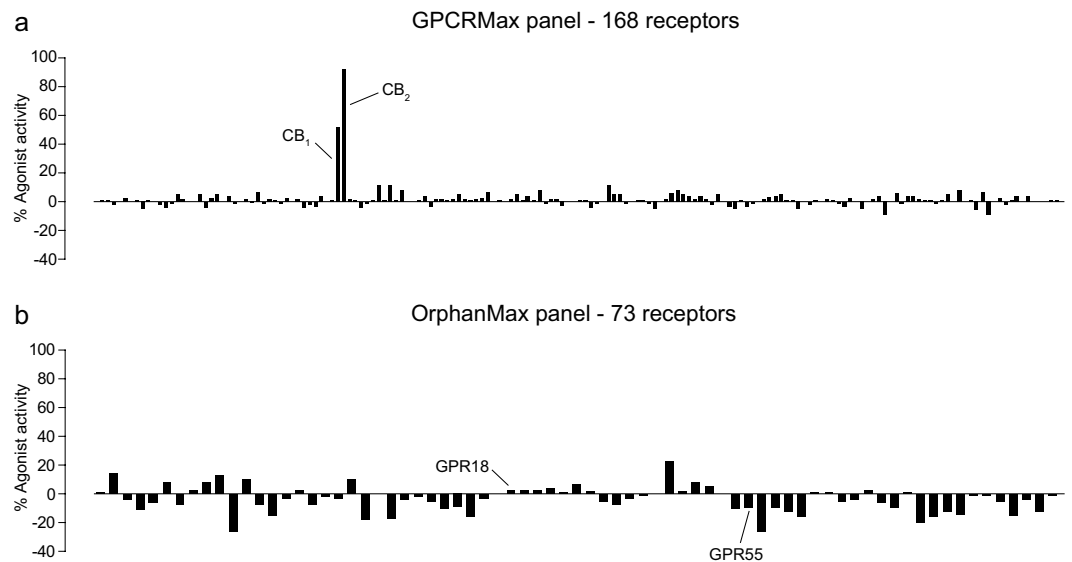 a
GPCRMax panel - 168 receptors
% Agonist activity
100
80
60
40
20
0
-20
-40
CB1
CB2
b
OrphanMax panel - 73 receptors
% Agonist activity
100
80
60
40
20
0
-20
-40
GPR18
GPR55